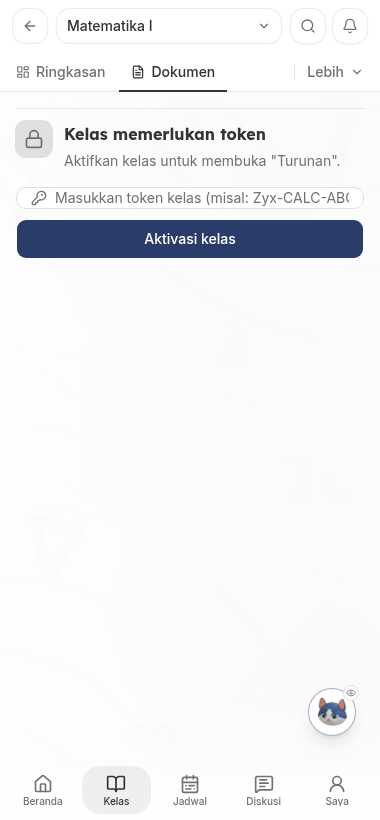 Matematika I
Ringkasan
Dokumen
Lebih
Kelas memerlukan token
Aktifkan kelas untuk membuka "Turunan".
Masukkan token kelas (misal: Zyx-CALC-ABC
Aktivasi kelas
Beranda
Kelas
Jadwal
Diskusi
Saya